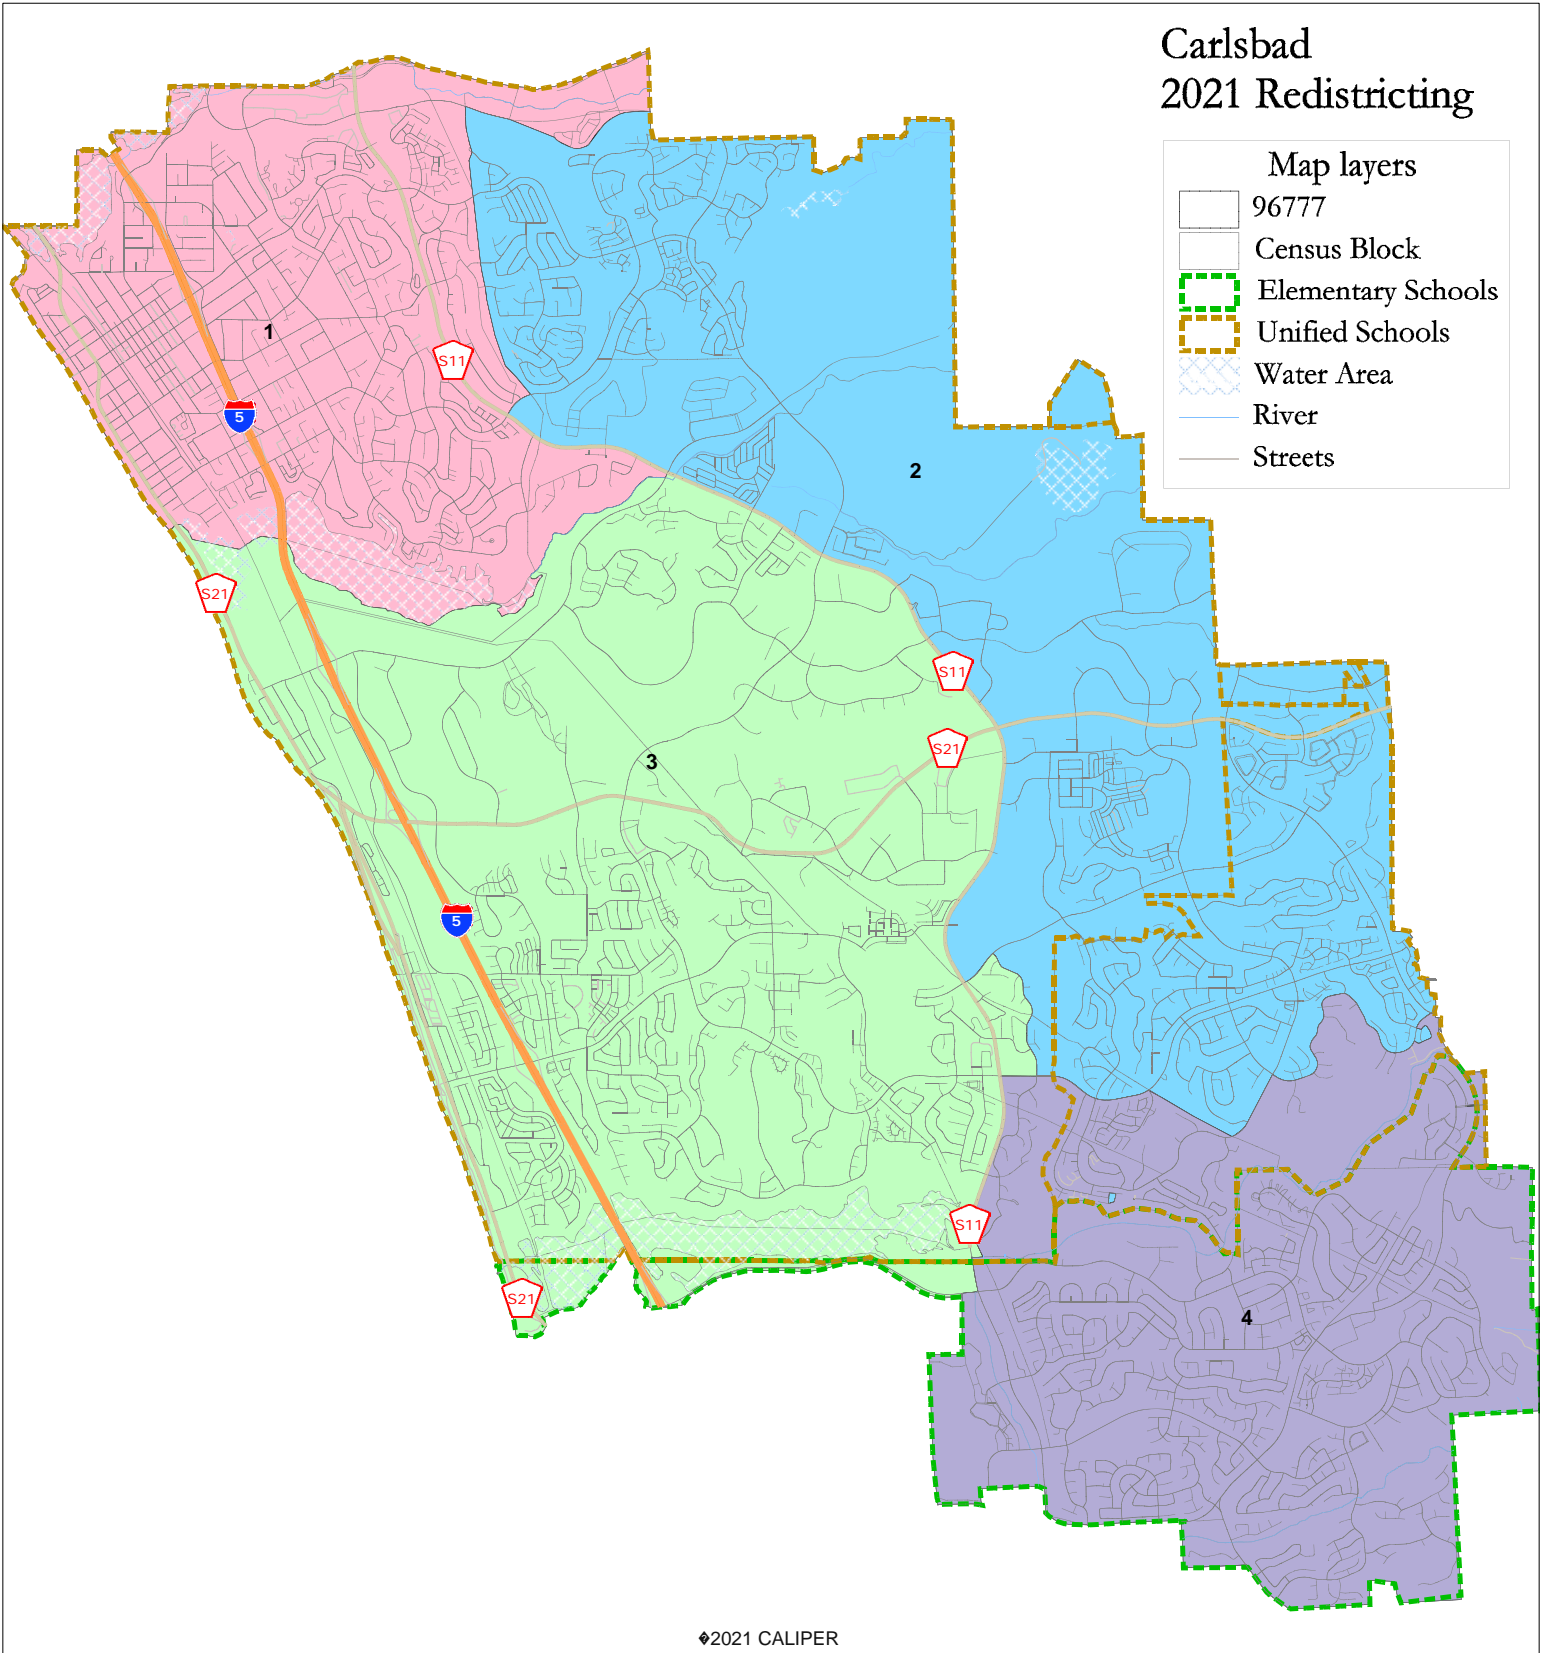 Carlsbad
2021 Redistricting
Map layers
96777
Census Block
Elementary Schools
Unified Schools
Water Area
River
Streets
1
S11
5
2
S21
S11
S21
3
5
S11
S21
4
�2021 CALIPER